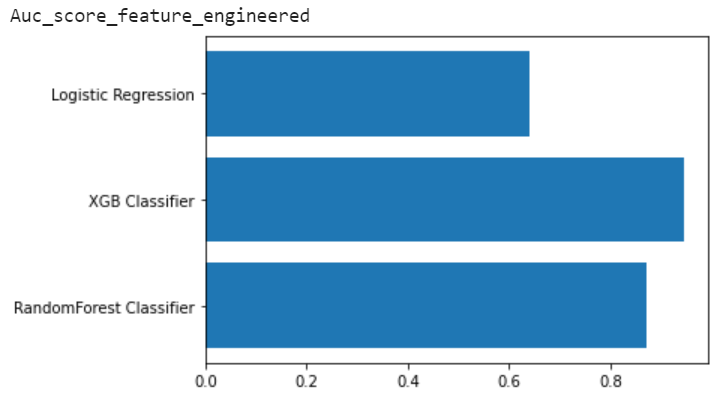 Auc_score_feature_engineered
Logistic Regression
XGB Classifier
RandomForest Classifier
0.0 0.2 0.4 0.6 0.8